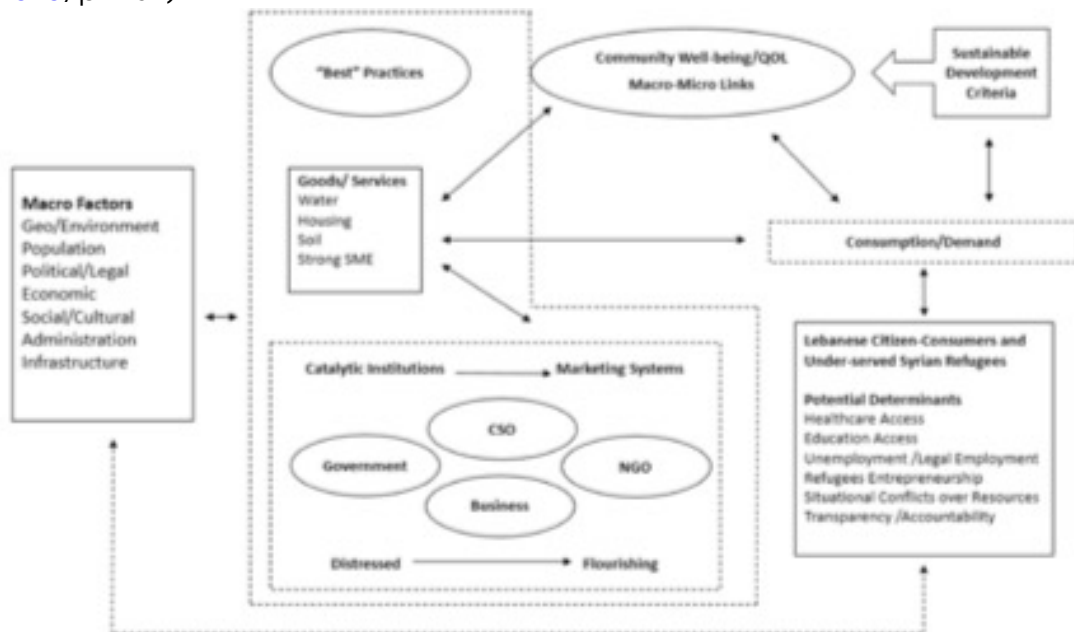 "Best" Practices
Community Well-being/QOL
Macro-Micro Links
Sustainable
Development
Criteria
Macro Factors
Geo/Environment
Population
Political/Legal
Economic
Social/Cultural
Administration
Infrastructure
Goods/ Services
Water
Housing
Soil
Strong SME
Consumption/Demand
Catalytic Institutions
Marketing Systems
CSO
Government
NGO
Business
Distressed
Flourishing
Lebanese Citizen-Consumers and
Under-served Syrian Refugees
Potential Determinants
Healthcare Access
Education Access
Unemployment /Legal Employment
Refugees Entrepreneurship
Situational Conflicts over Resources
Transparency /Accountability